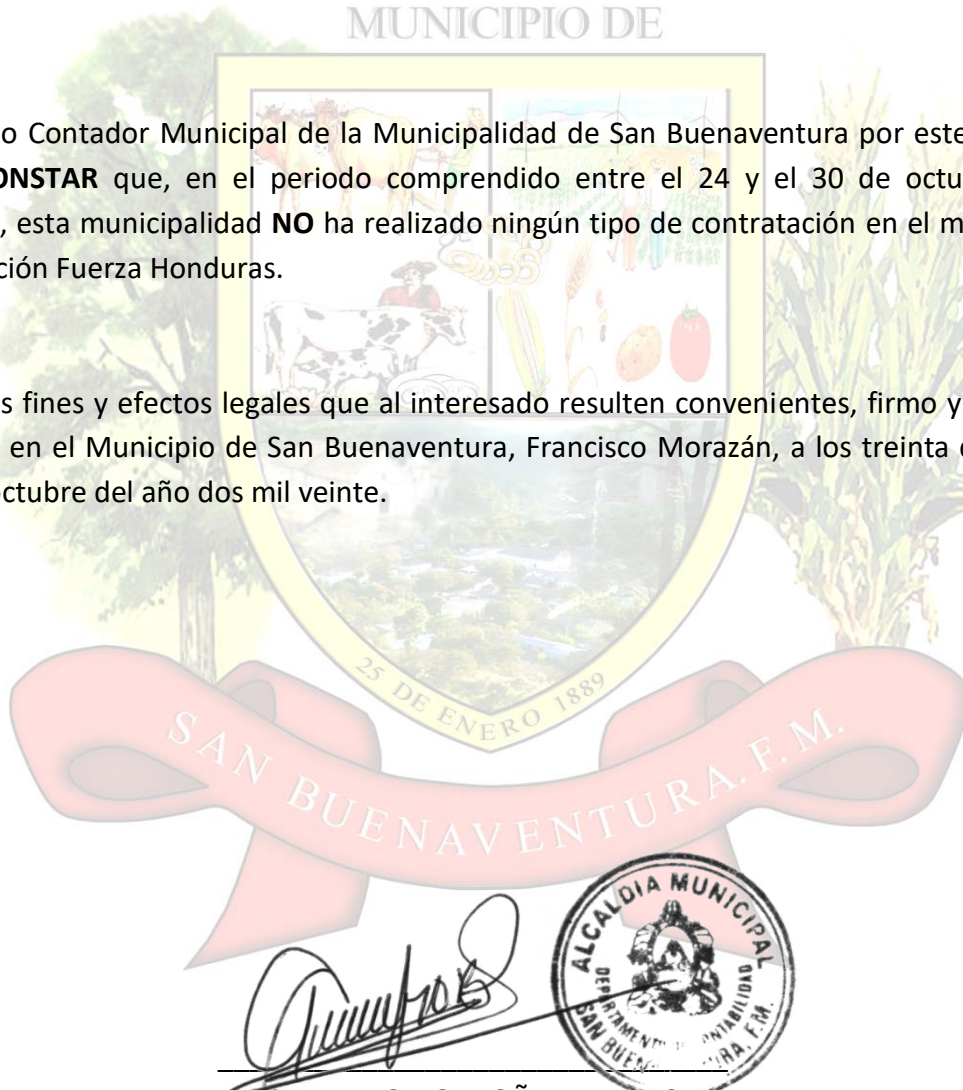 MUNICIPIO DE
o Contador Municipal de la Municipalidad de San Buenaventura por este
ONSTAR que, en el periodo comprendido entre el 24 y el 30 de octu
, esta municipalidad NO ha realizado ningún tipo de contratación en el m
ción Fuerza Honduras.
s fines y efectos legales que al interesado resulten convenientes, firmo y
en el Municipio de San Buenaventura, Francisco Morazán, a los treinta
octubre del año dos mil veinte.
25 DE ENERO 1889
SAN BUENAVENTURA. F. M.
ALCALDIA MUNICIPAL